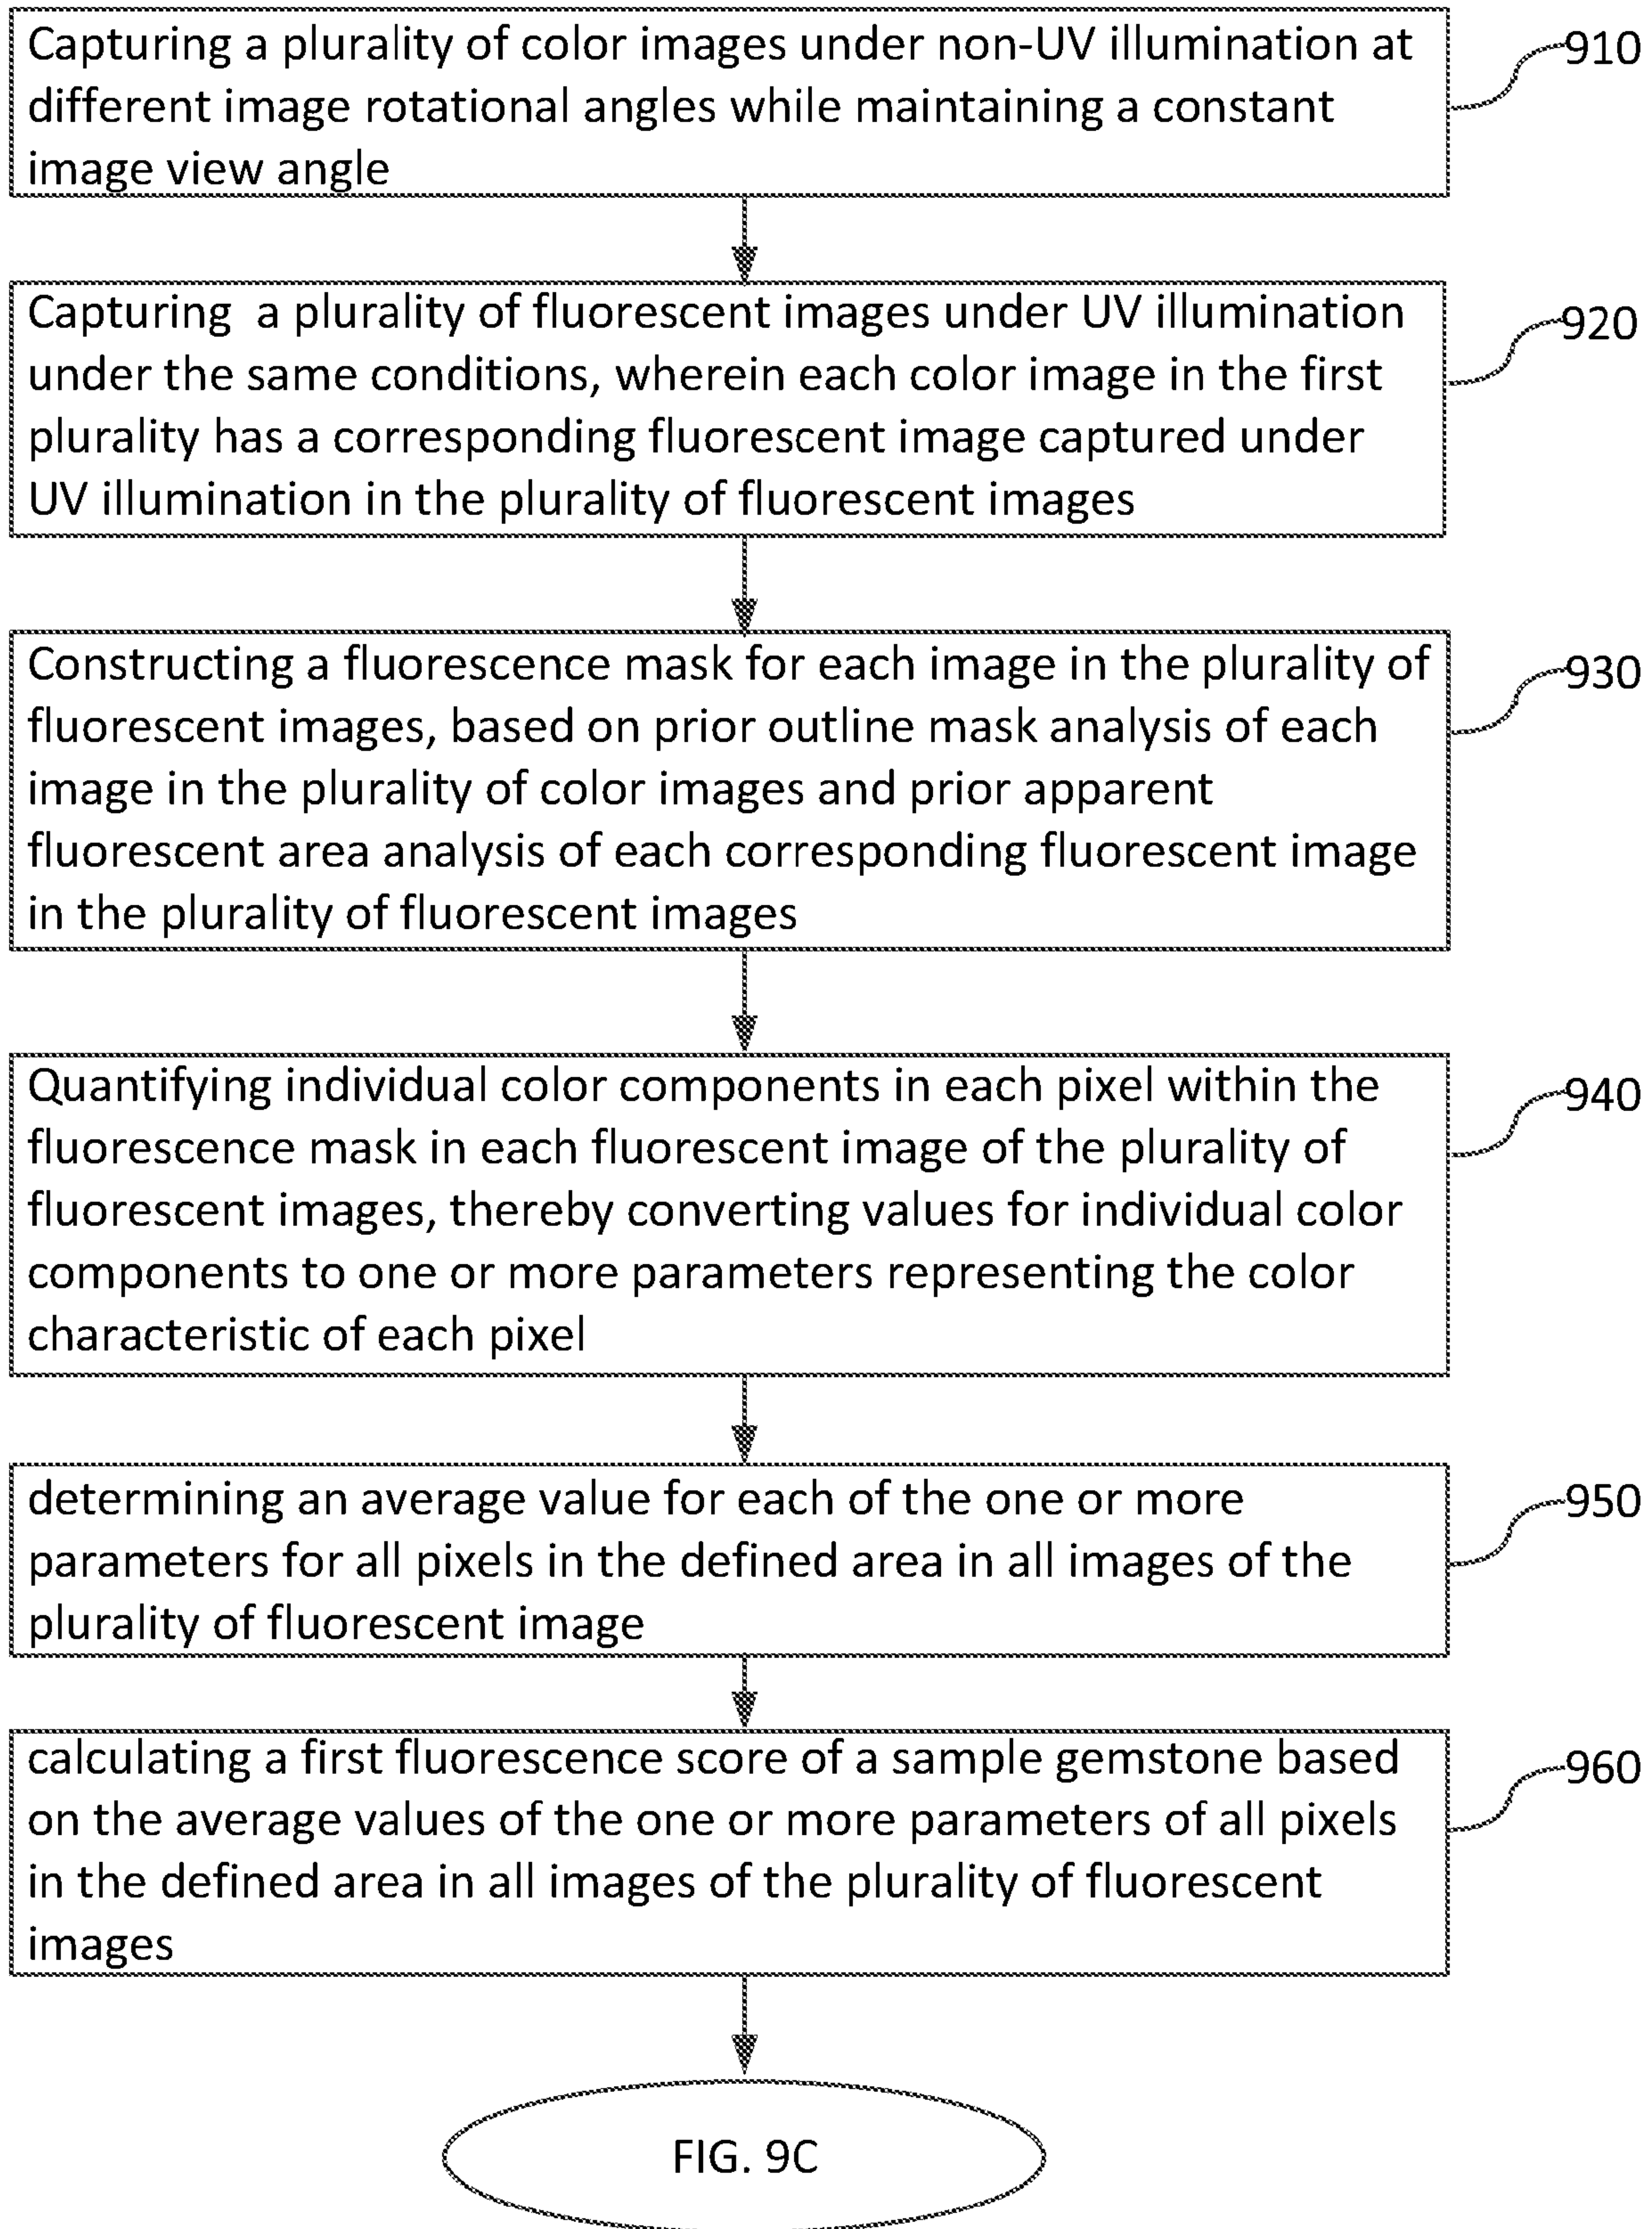 Capturing a plurality of color images under non-UV illumination at
different image rotational angles while maintaining a constant
image view angle
910
Capturing  a plurality of fluorescent images under UV illumination
under the same conditions, wherein each color image in the first
plurality has a corresponding fluorescent image captured under
UV illumination in the plurality of fluorescent images
920
Constructing a fluorescence mask for each image in the plurality of
fluorescent images, based on prior outline mask analysis of each
image in the plurality of color images and prior apparent
fluorescent area analysis of each corresponding fluorescent image
in the plurality of fluorescent images
930
Quantifying individual color components in each pixel within the
fluorescence mask in each fluorescent image of the plurality of
fluorescent images, thereby converting values for individual color
components to one or more parameters representing the color
characteristic of each pixel
940
determining an average value for each of the one or more
parameters for all pixels in the defined area in all images of the
plurality of fluorescent image
950
calculating a first fluorescence score of a sample gemstone based
on the average values of the one or more parameters of all pixels
in the defined area in all images of the plurality of fluorescent
images
960
FIG. 9C